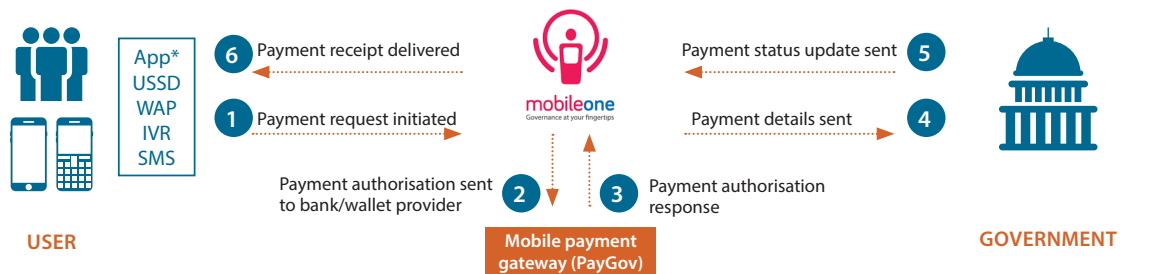 App*
USSD
WAP
IVR
SMS
USER
6 Payment receipt delivered
1 Payment request initiated
mobileone
Governance at your fingertips
Payment status update sent 5
Payment details sent 4
Payment authorisation sent
to bank/wallet provider
2
3
Payment authorisation
response
Mobile payment
gateway (PayGov)
GOVERNMENT